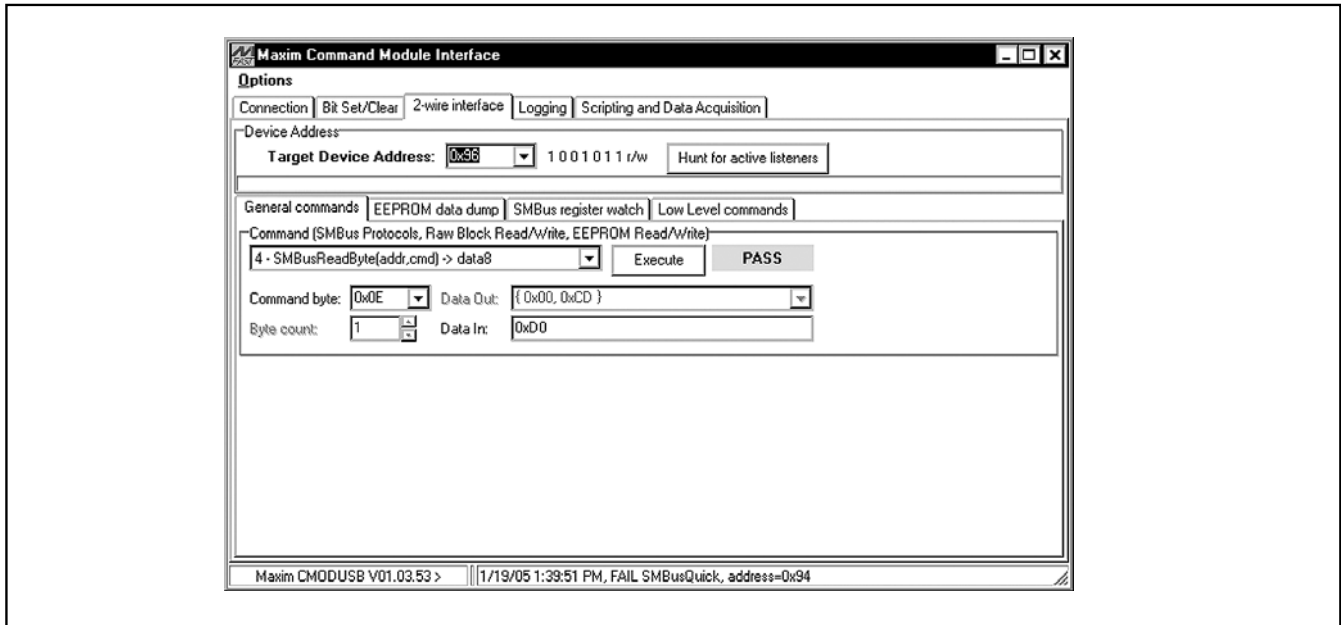 Maxim Command Module Interface
Options
Connection Bit Set/Clear 2-wire interface Logging Scripting and Data Acquisition
Device Address
Target Device Address: 0x96 1 0 0 1 0 1 1 r/w Hunt for active listeners
General commands EEPROM data dump SMBus register watch Low Level commands
Command (SMBus Protocols, Raw Block Read/Write, EEPROM Read/Write)
4 - SMBusReadByte(addr,cmd) -> data8 Execute PASS
Command byte: 0x0E Data Out: { 0x00, 0xCD }
Byte count: 1 Data In: 0xD0
Maxim CMODUSB V01.03.53 > 1/19/05 1:39:51 PM, FAIL SMBusQuick, address=0x94